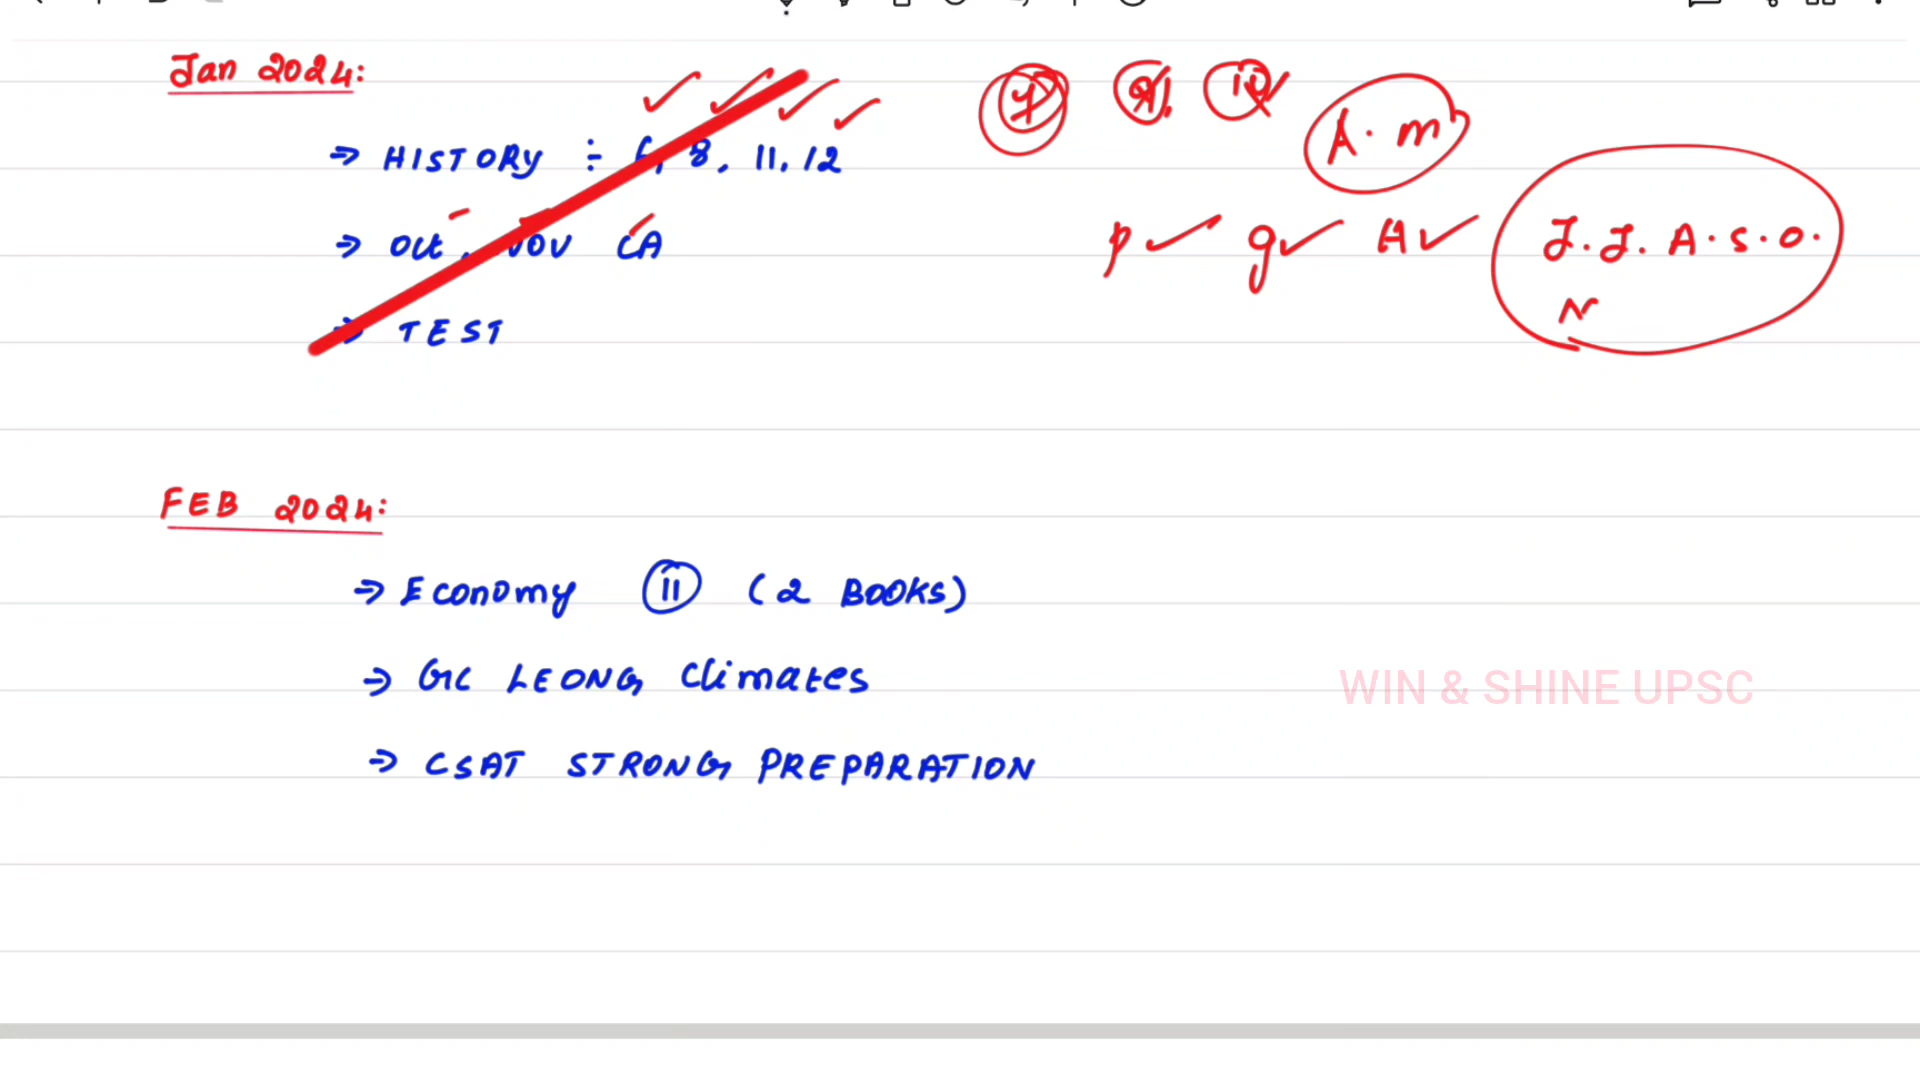 Jan 2024:
⇒ HISTORY ÷ 6, 8, 11, 12
⇒ Oct, NOV CA
⇒ TEST
A. m
P ✓ g ✓ H ✓
J. J. A. S. O.
N
FEB 2024:
⇒ Economy 11 (2 BOOKS)
⇒ GC LEONG Climates
⇒ CSAT STRONG PREPARATION
WIN & SHINE UPSC